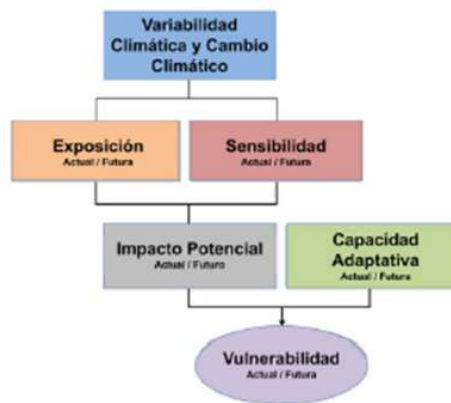 Variabilidad
Climática y Cambio
Climático
Exposición
Actual / Futura
Sensibilidad
Actual / Futura
Impacto Potencial
Actual / Futuro
Capacidad
Adaptativa
Actual / Futura
Vulnerabilidad
Actual / Futura